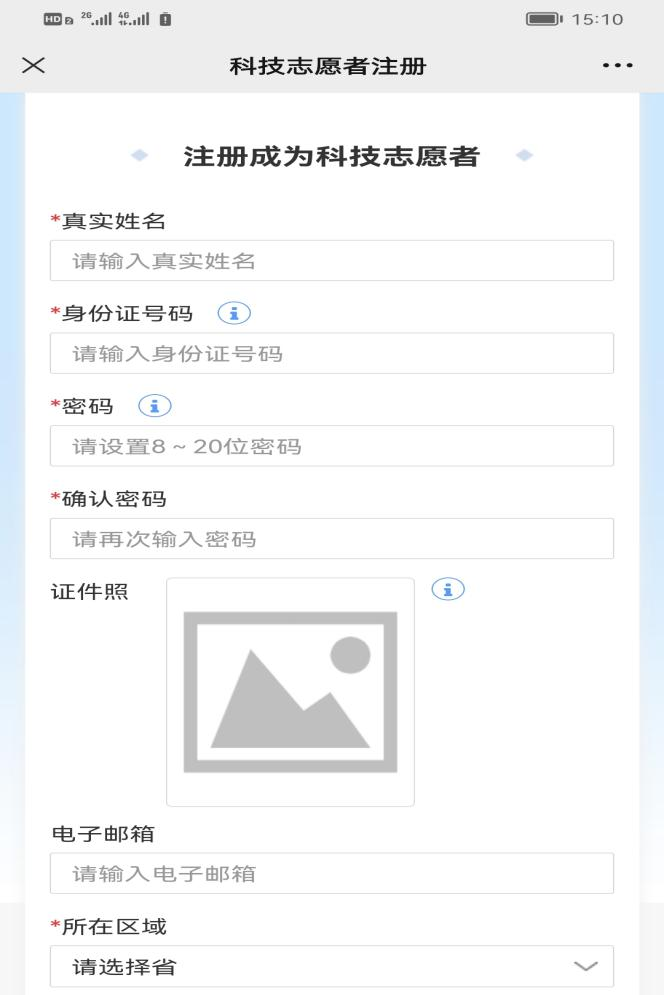 HD 2 2G 4G 15:10
科技志愿者注册
注册成为科技志愿者
*真实姓名
请输入真实姓名
*身份证号码
请输入身份证号码
*密码
请设置8~20位密码
*确认密码
请再次输入密码
证件照
电子邮箱
请输入电子邮箱
*所在区域
请选择省